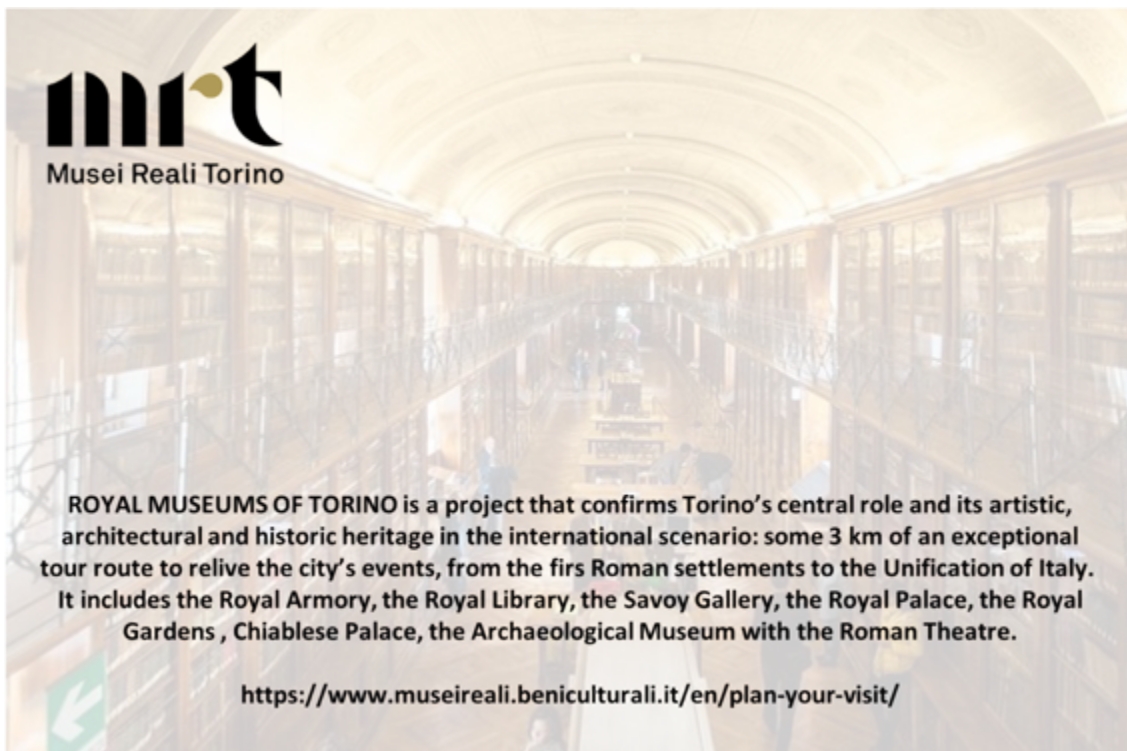 mrt
Musei Reali Torino
ROYAL MUSEUMS OF TORINO is a project that confirms Torino's central role and its artistic,
architectural and historic heritage in the international scenario: some 3 km of an exceptional
tour route to relive the city's events, from the firs Roman settlements to the Unification of Italy.
It includes the Royal Armory, the Royal Library, the Savoy Gallery, the Royal Palace, the Royal
Gardens , Chiablese Palace, the Archaeological Museum with the Roman Theatre.
https://www.museireali.beniculturali.it/en/plan-your-visit/